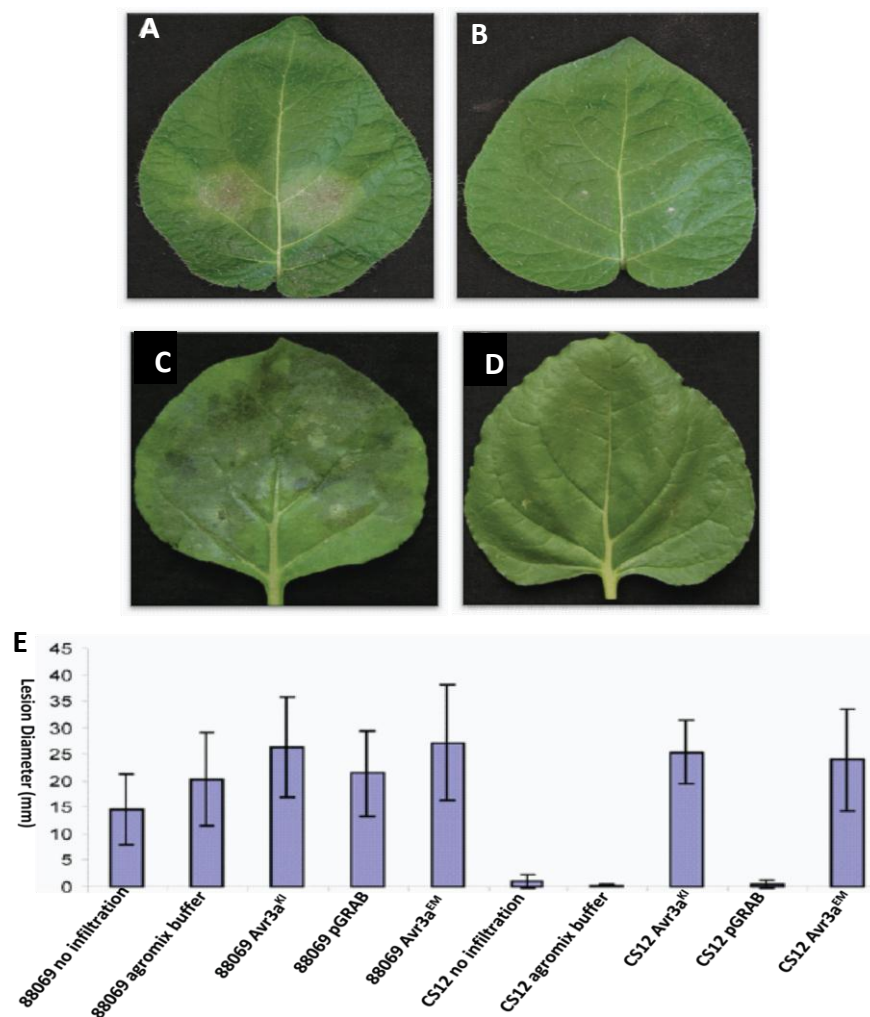 A
B
C
D
E
Lesion Diameter (mm)
45
40
35
30
25
20
15
10
5
0
88069 no infiltration
88069 agromix buffer
88069 Avr3aᴷᴵ
88069 pGRAB
88069 Avr3aᴱᴹ
CS12 no infiltration
CS12 agromix buffer
CS12 Avr3aᴷᴵ
CS12 pGRAB
CS12 Avr3aᴱᴹ